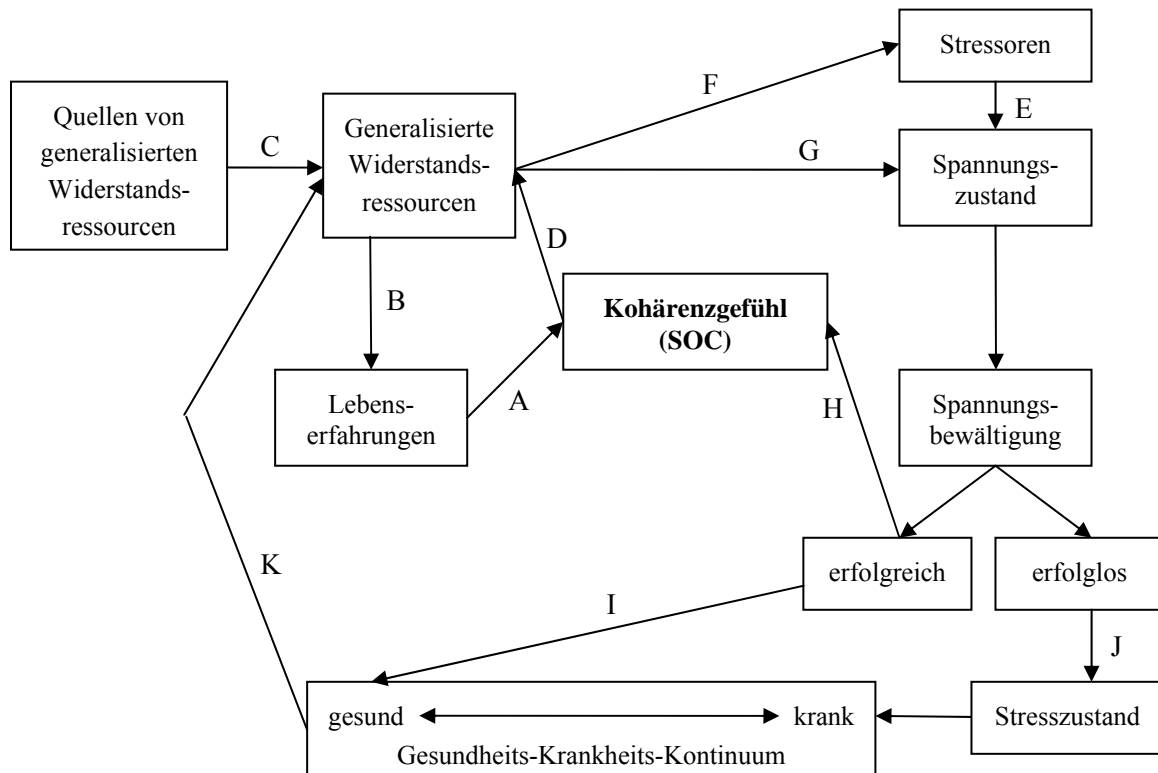 Stressoren
F
E
Quellen von
generalisierten
Widerstands-
ressourcen
C
Generalisierte
Widerstands-
ressourcen
G
Spannungs-
zustand
D
B
Kohärenzgefühl
(SOC)
Lebens-
erfahrungen
A
H
Spannungs-
bewältigung
K
erfolgreich
erfolglos
I
J
gesund
krank
Gesundheits-Krankheits-Kontinuum
Stresszustand